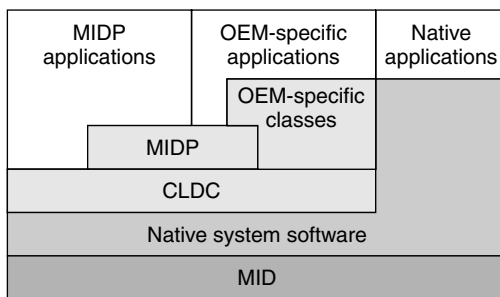 MIDP
applications
OEM-specific
applications
Native
applications
OEM-specific
classes
MIDP
CLDC
Native system software
MID